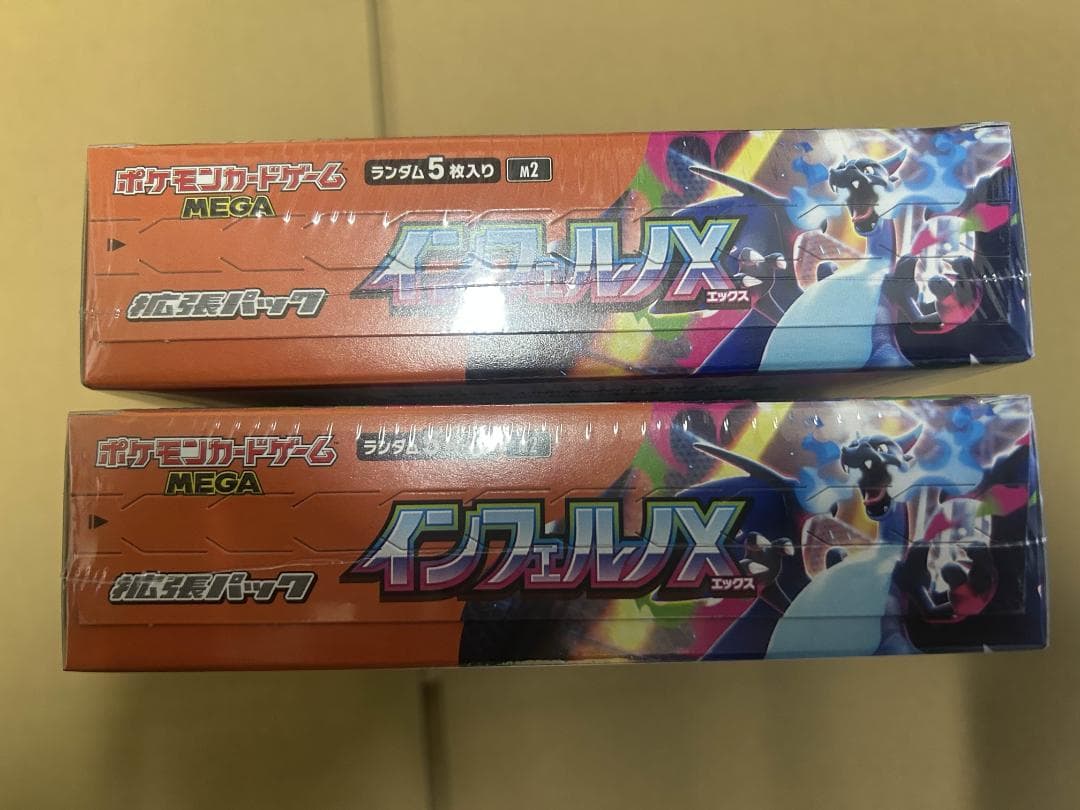 ポケモンカードゲーム
MEGA
ランダム5枚入り M2
インフェルノX
エックス
拡張パック
ポケモンカードゲーム
MEGA
ランダム
インフェルノX
エックス
拡張パック